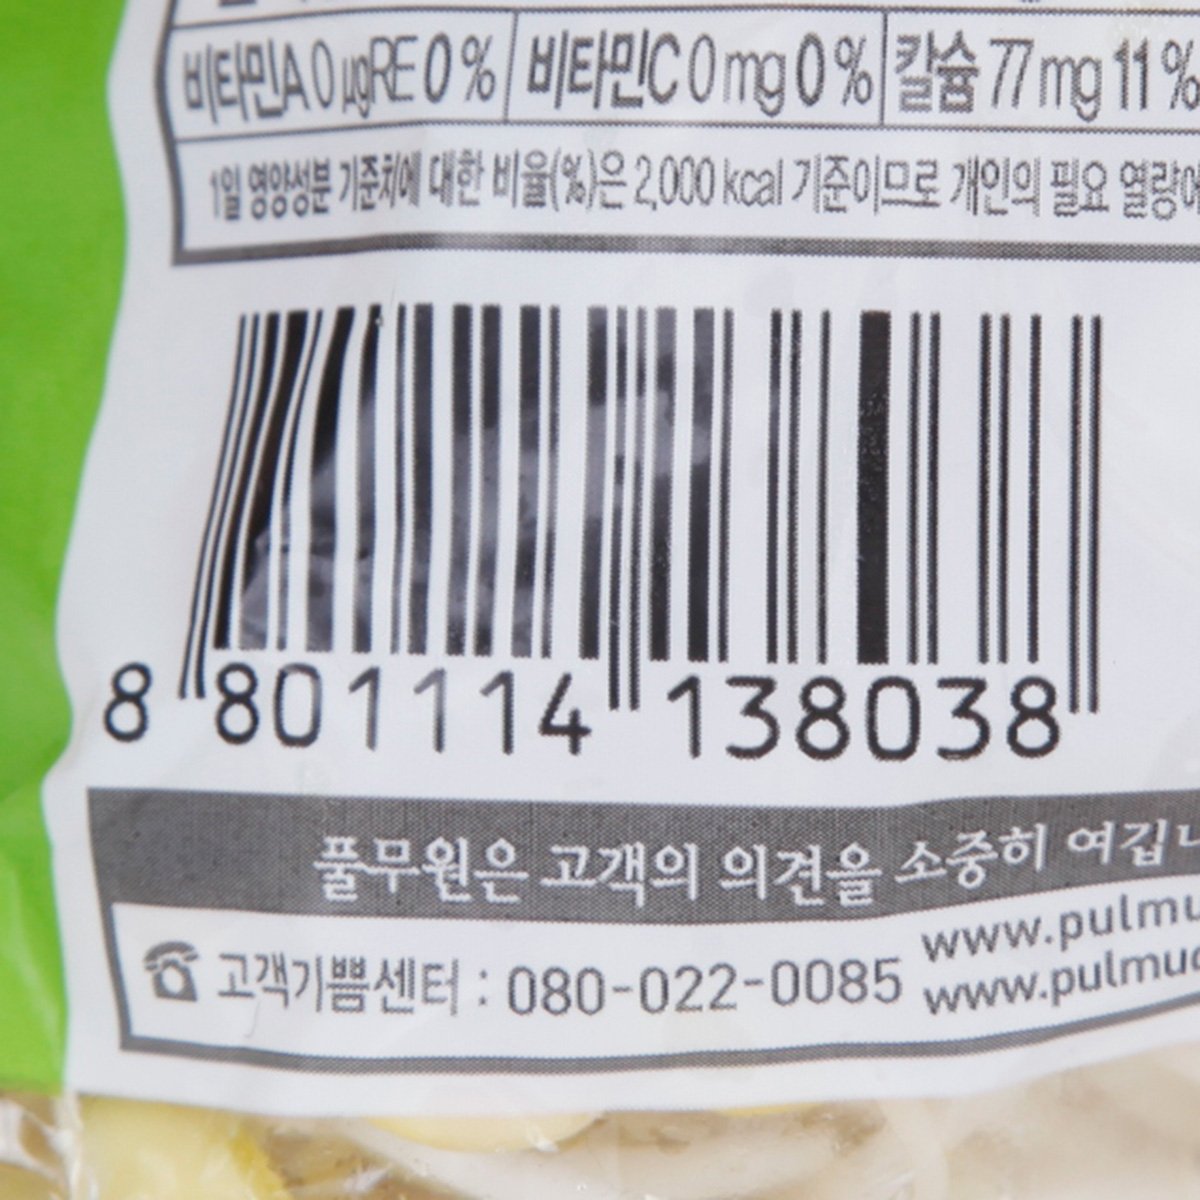 비타민A 0 µgRE 0 % 비타민C 0 mg 0 % 칼슘 77 mg 11 %
1일 영양성분 기준치에 대한 비율(%)은 2,000 kcal 기준이므로 개인의 필요 열량에
8 801114 138038
풀무원은 고객의 의견을 소중히 여깁
www.pulmu
고객기쁨센터 : 080-022-0085
www.pulmuo